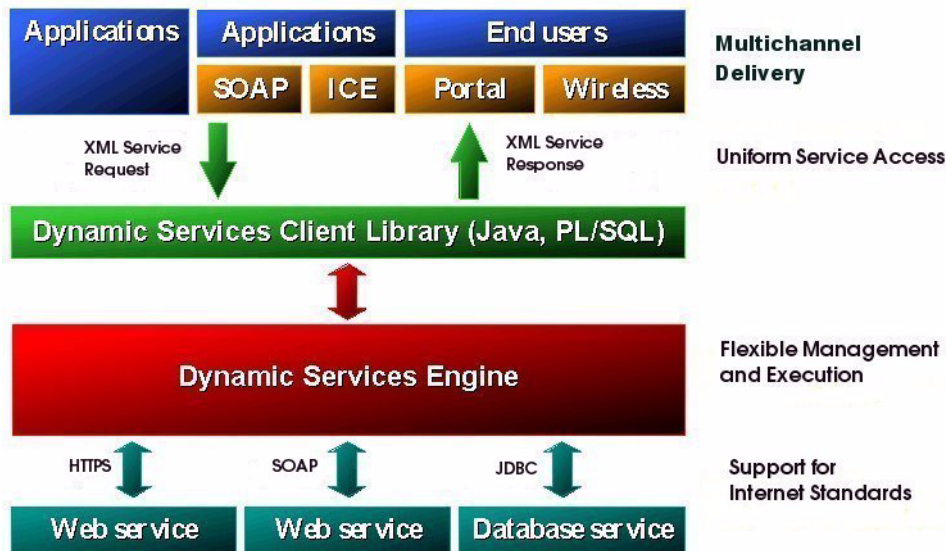 Applications
Applications
End users
Multichannel
Delivery
SOAP
ICE
Portal
Wireless
XML Service
Request
XML Service
Response
Uniform Service Access
Dynamic Services Client Library (Java, PL/SQL)
Dynamic Services Engine
Flexible Management
and Execution
HTTPS
SOAP
JDBC
Support for
Internet Standards
Web service
Web service
Database service